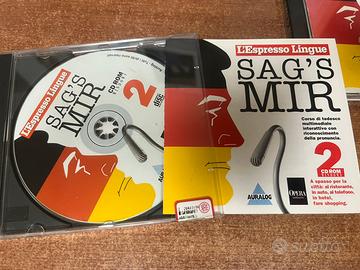 L'Espresso Lingue
SAG'S
MIR
2
CD ROM
L'Espresso Lingue
SAG'S
MIR
Corso di tedesco
multimediale
interattivo con
riconoscimento
della pronuncia.
2
CD ROM
A spasso per la
città: al ristorante,
in auto, al telefono,
in hotel,
fare shopping.
AURALOG
OPERA
subito